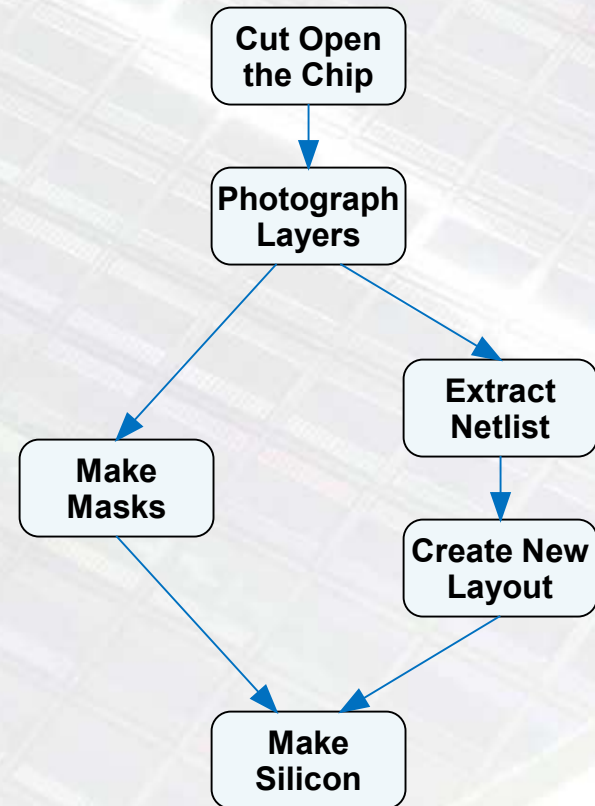 Cut Open
the Chip
Photograph
Layers
Extract
Netlist
Make
Masks
Create New
Layout
Make
Silicon